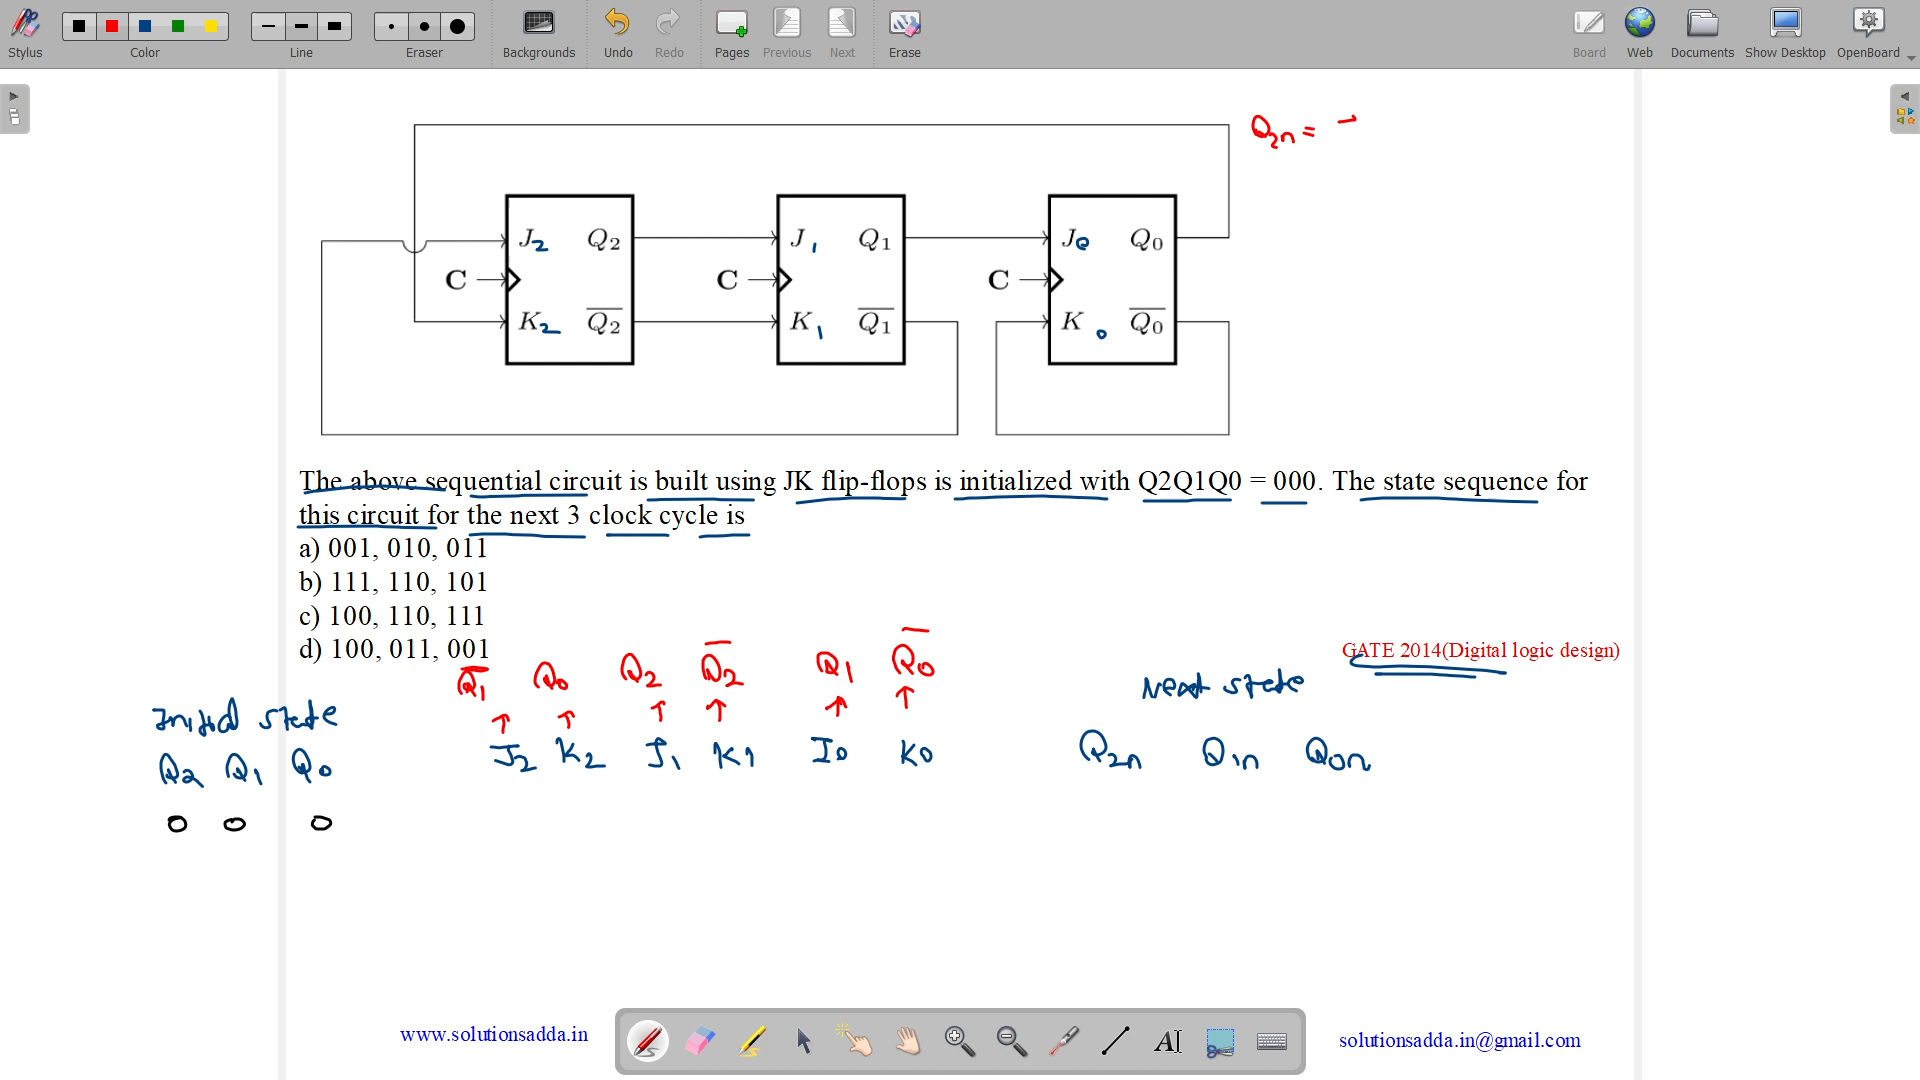 Stylus Color Line Eraser Backgrounds Undo Redo Pages Previous Next Erase Board Web Documents Show Desktop OpenBoard
Q2n =
J2 Q2 J1 Q1 J0 Q0
C C C
K2 Q̅2̅ K1 Q̅1̅ K0 Q̅0̅
The above sequential circuit is built using JK flip-flops is initialized with Q2Q1Q0 = 000. The state sequence for
this circuit for the next 3 clock cycle is
a) 001, 010, 011
b) 111, 110, 101
c) 100, 110, 111
d) 100, 011, 001
GATE 2014(Digital logic design)
Q̅1 Q0 Q2 Q̅2 Q1 Q̅0
Initial state Next state
Q2 Q1 Q0 J2 K2 J1 K1 J0 K0 Q2n Q1n Q0n
0 0 0
www.solutionsadda.in solutionsadda.in@gmail.com